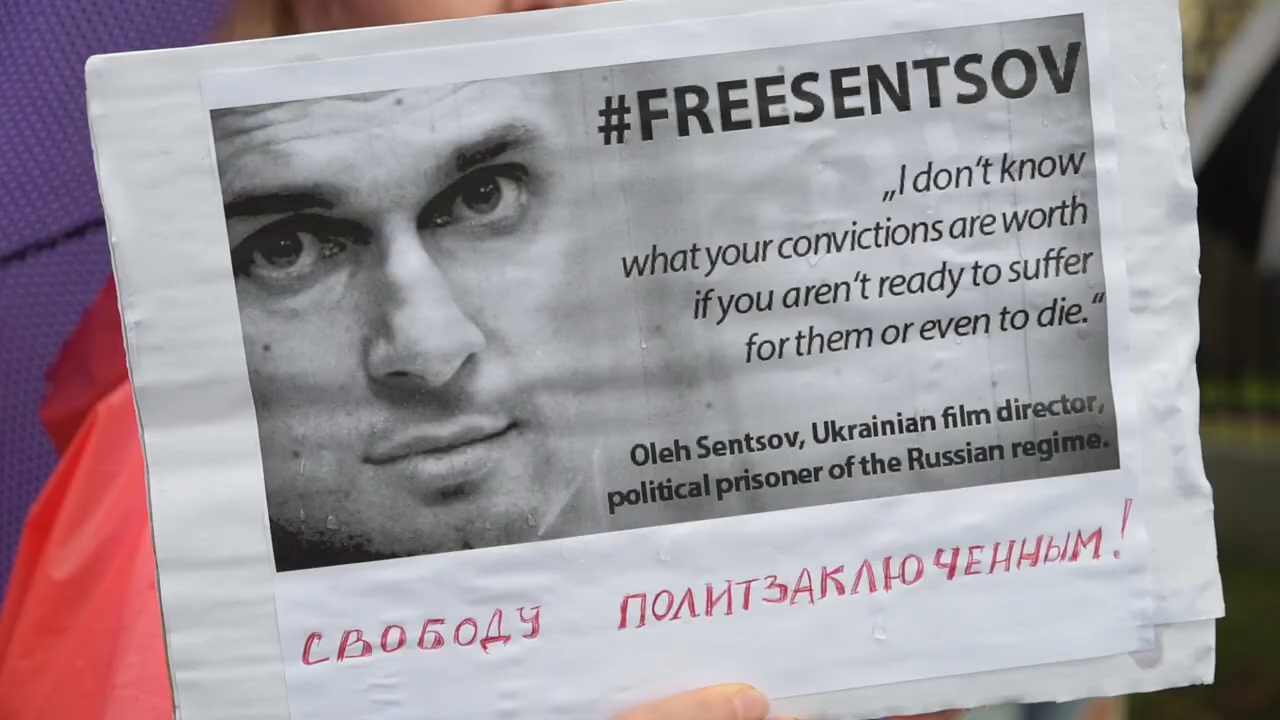 #FREESENTSOV
„I don‘t know
what your convictions are worth
if you aren‘t ready to suffer
for them or even to die.“
Oleh Sentsov, Ukrainian film director,
political prisoner of the Russian regime.
СВОБОДУ ПОЛИТЗАКЛЮЧЕННЫМ!